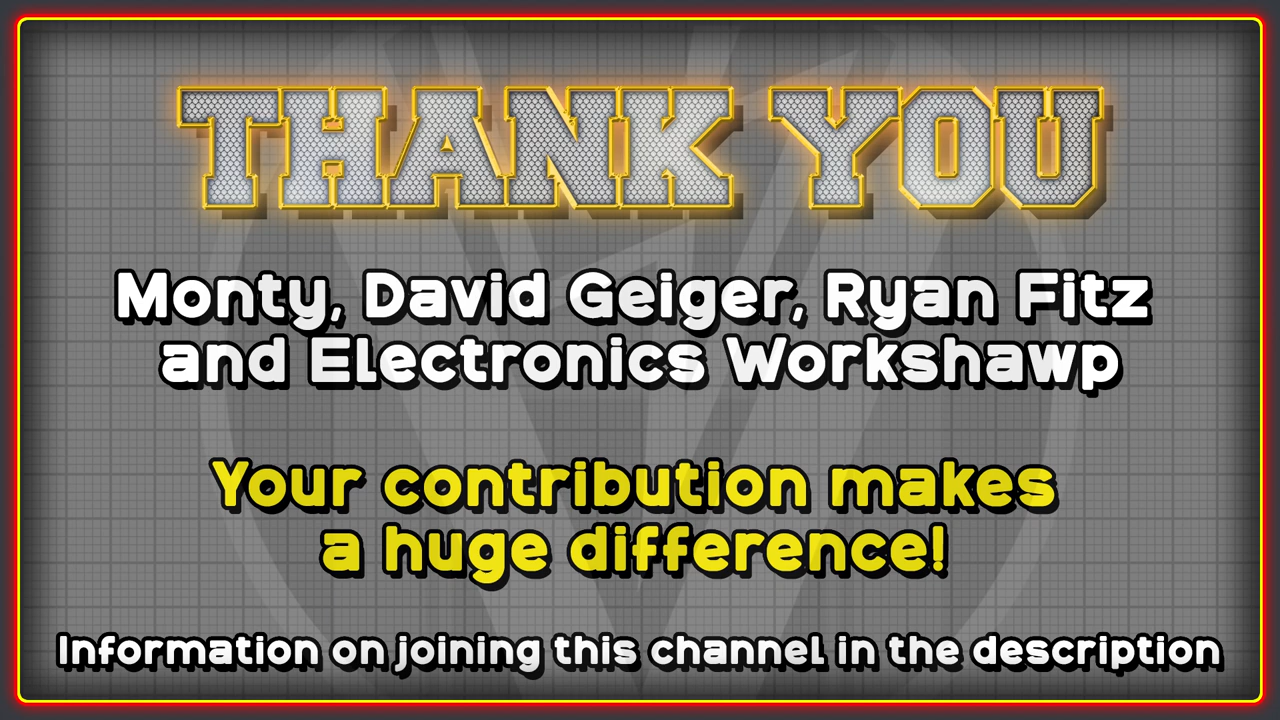 THANK YOU
Monty, David Geiger, Ryan Fitz
and Electronics Workshawp
Your contribution makes
a huge difference!
Information on joining this channel in the description